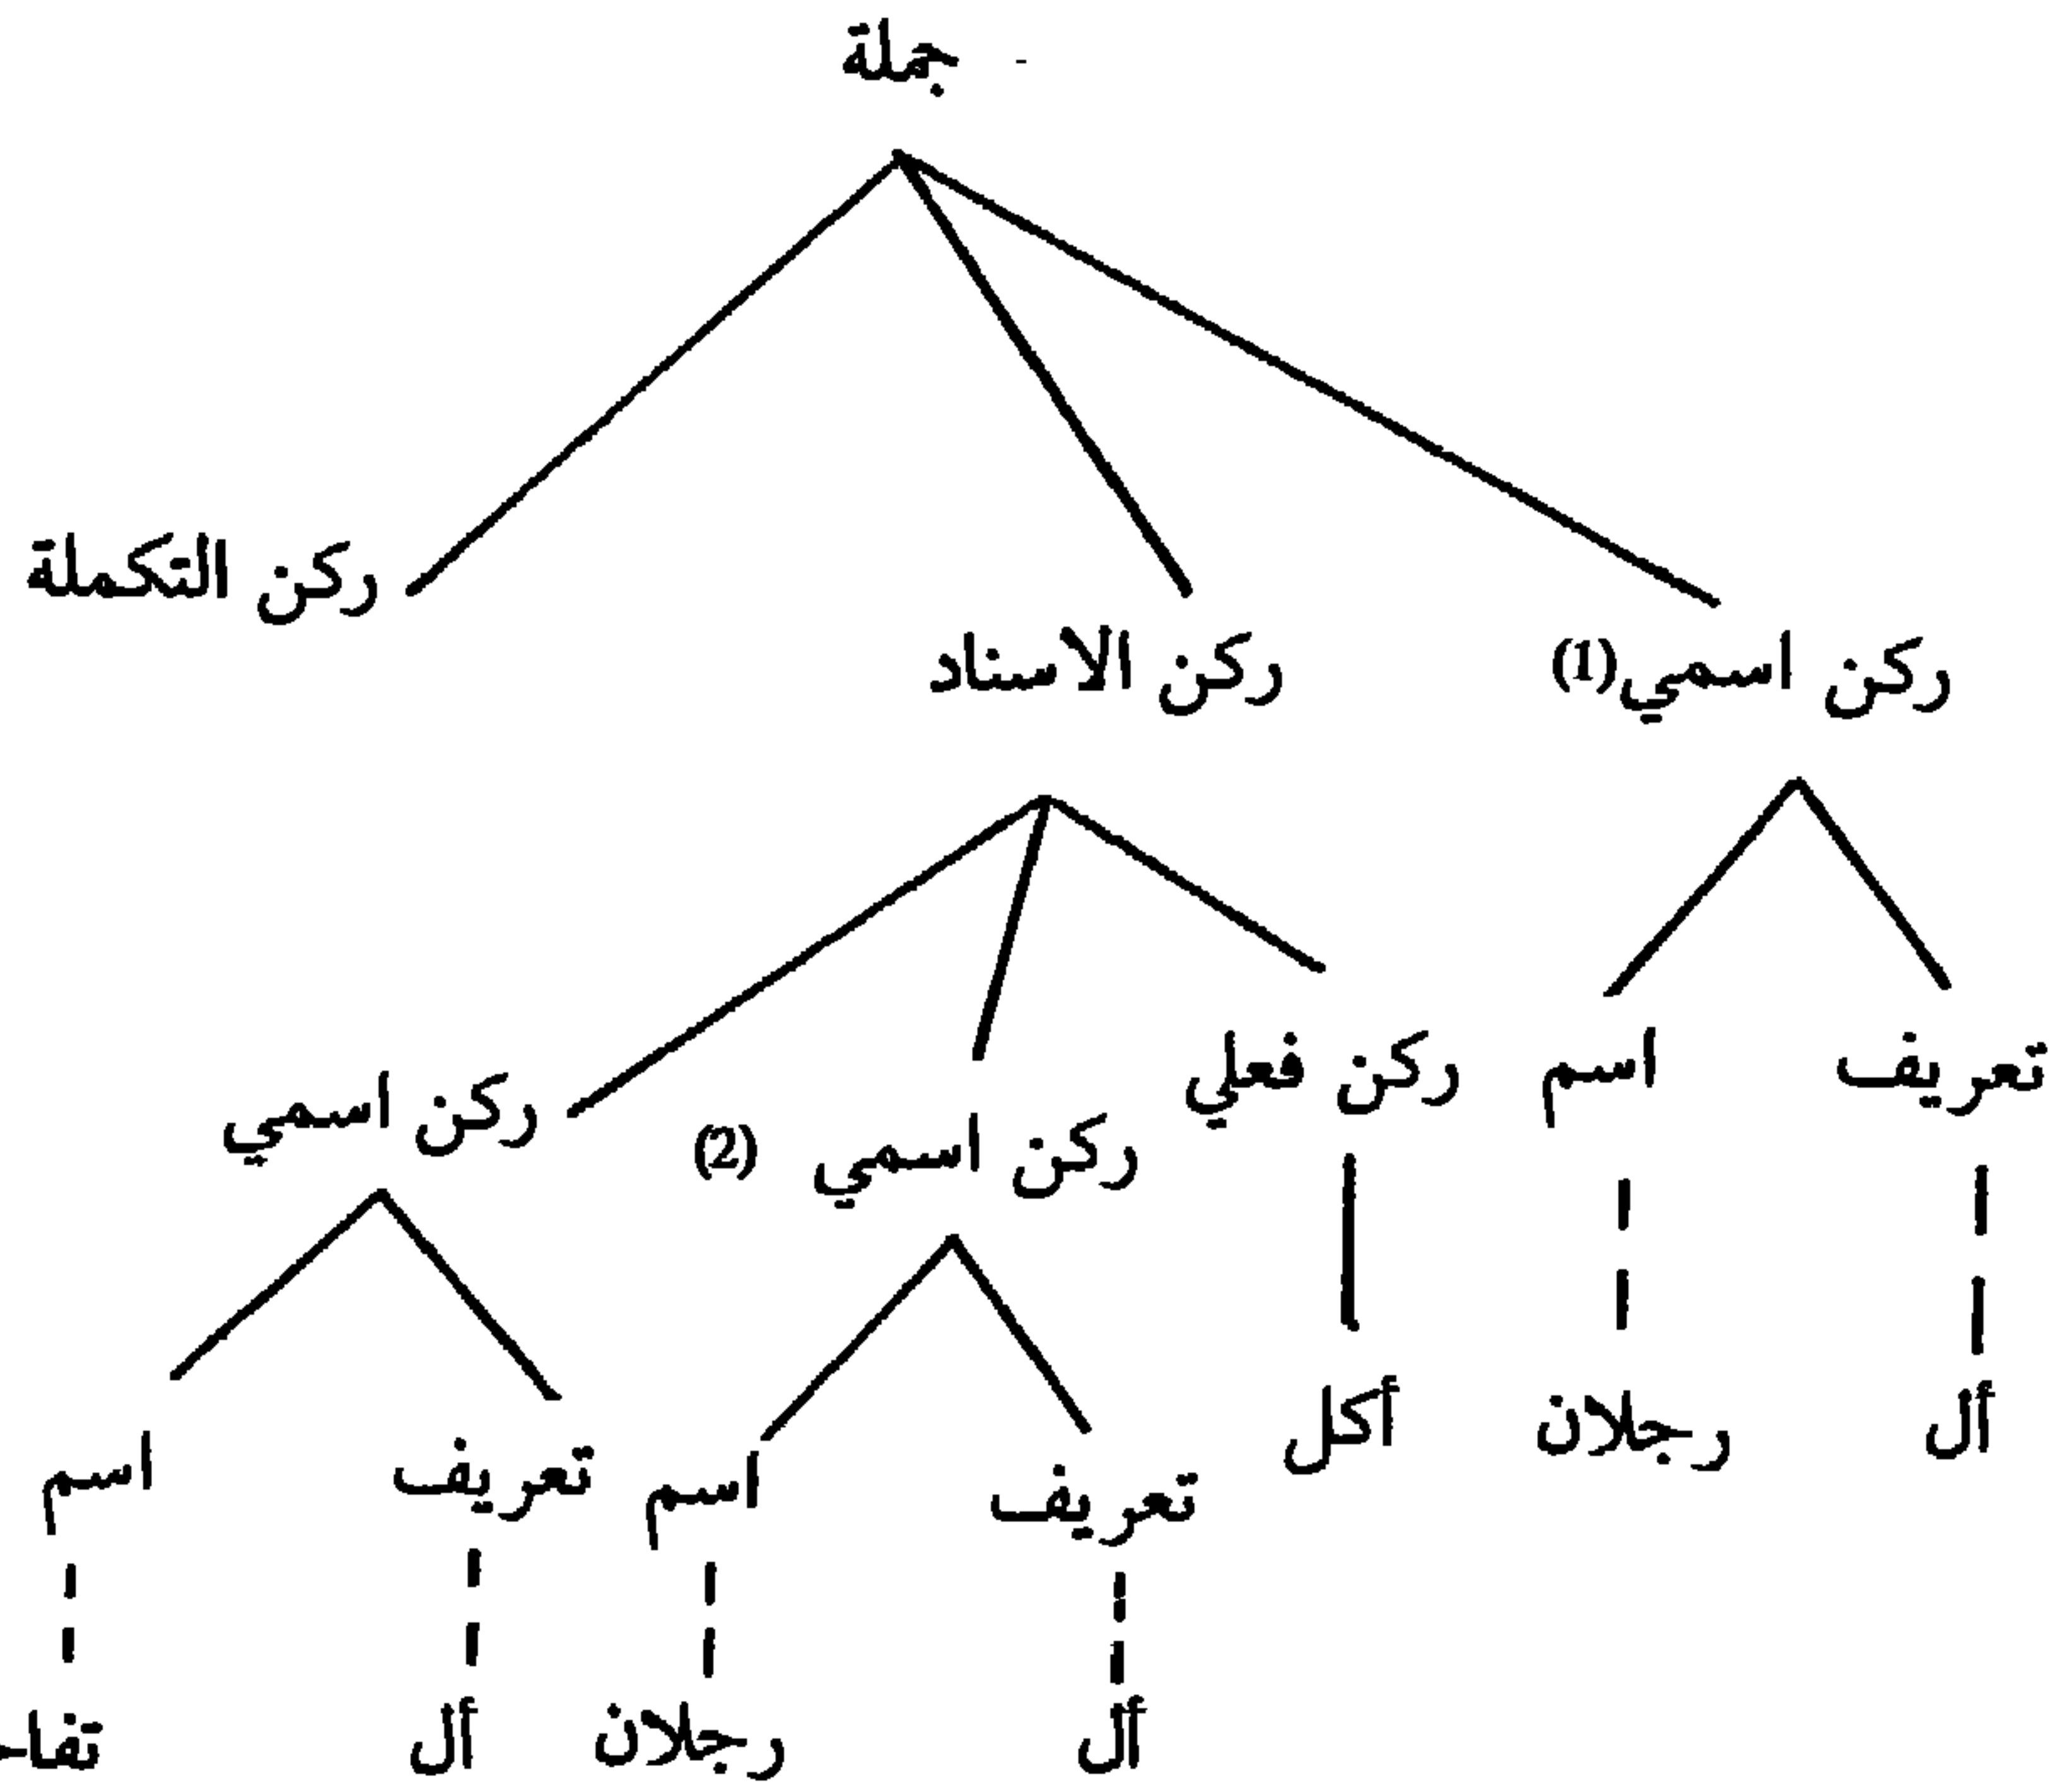 جملة -
ركن التكملة
ركن اسمي (1) ركن الاسناد
تعريف اسم ركن فعلي ركن اسمي (2) ركن اسمي
أل رجلان أكل
تعريف اسم تعريف اسم
أل رجلان أل